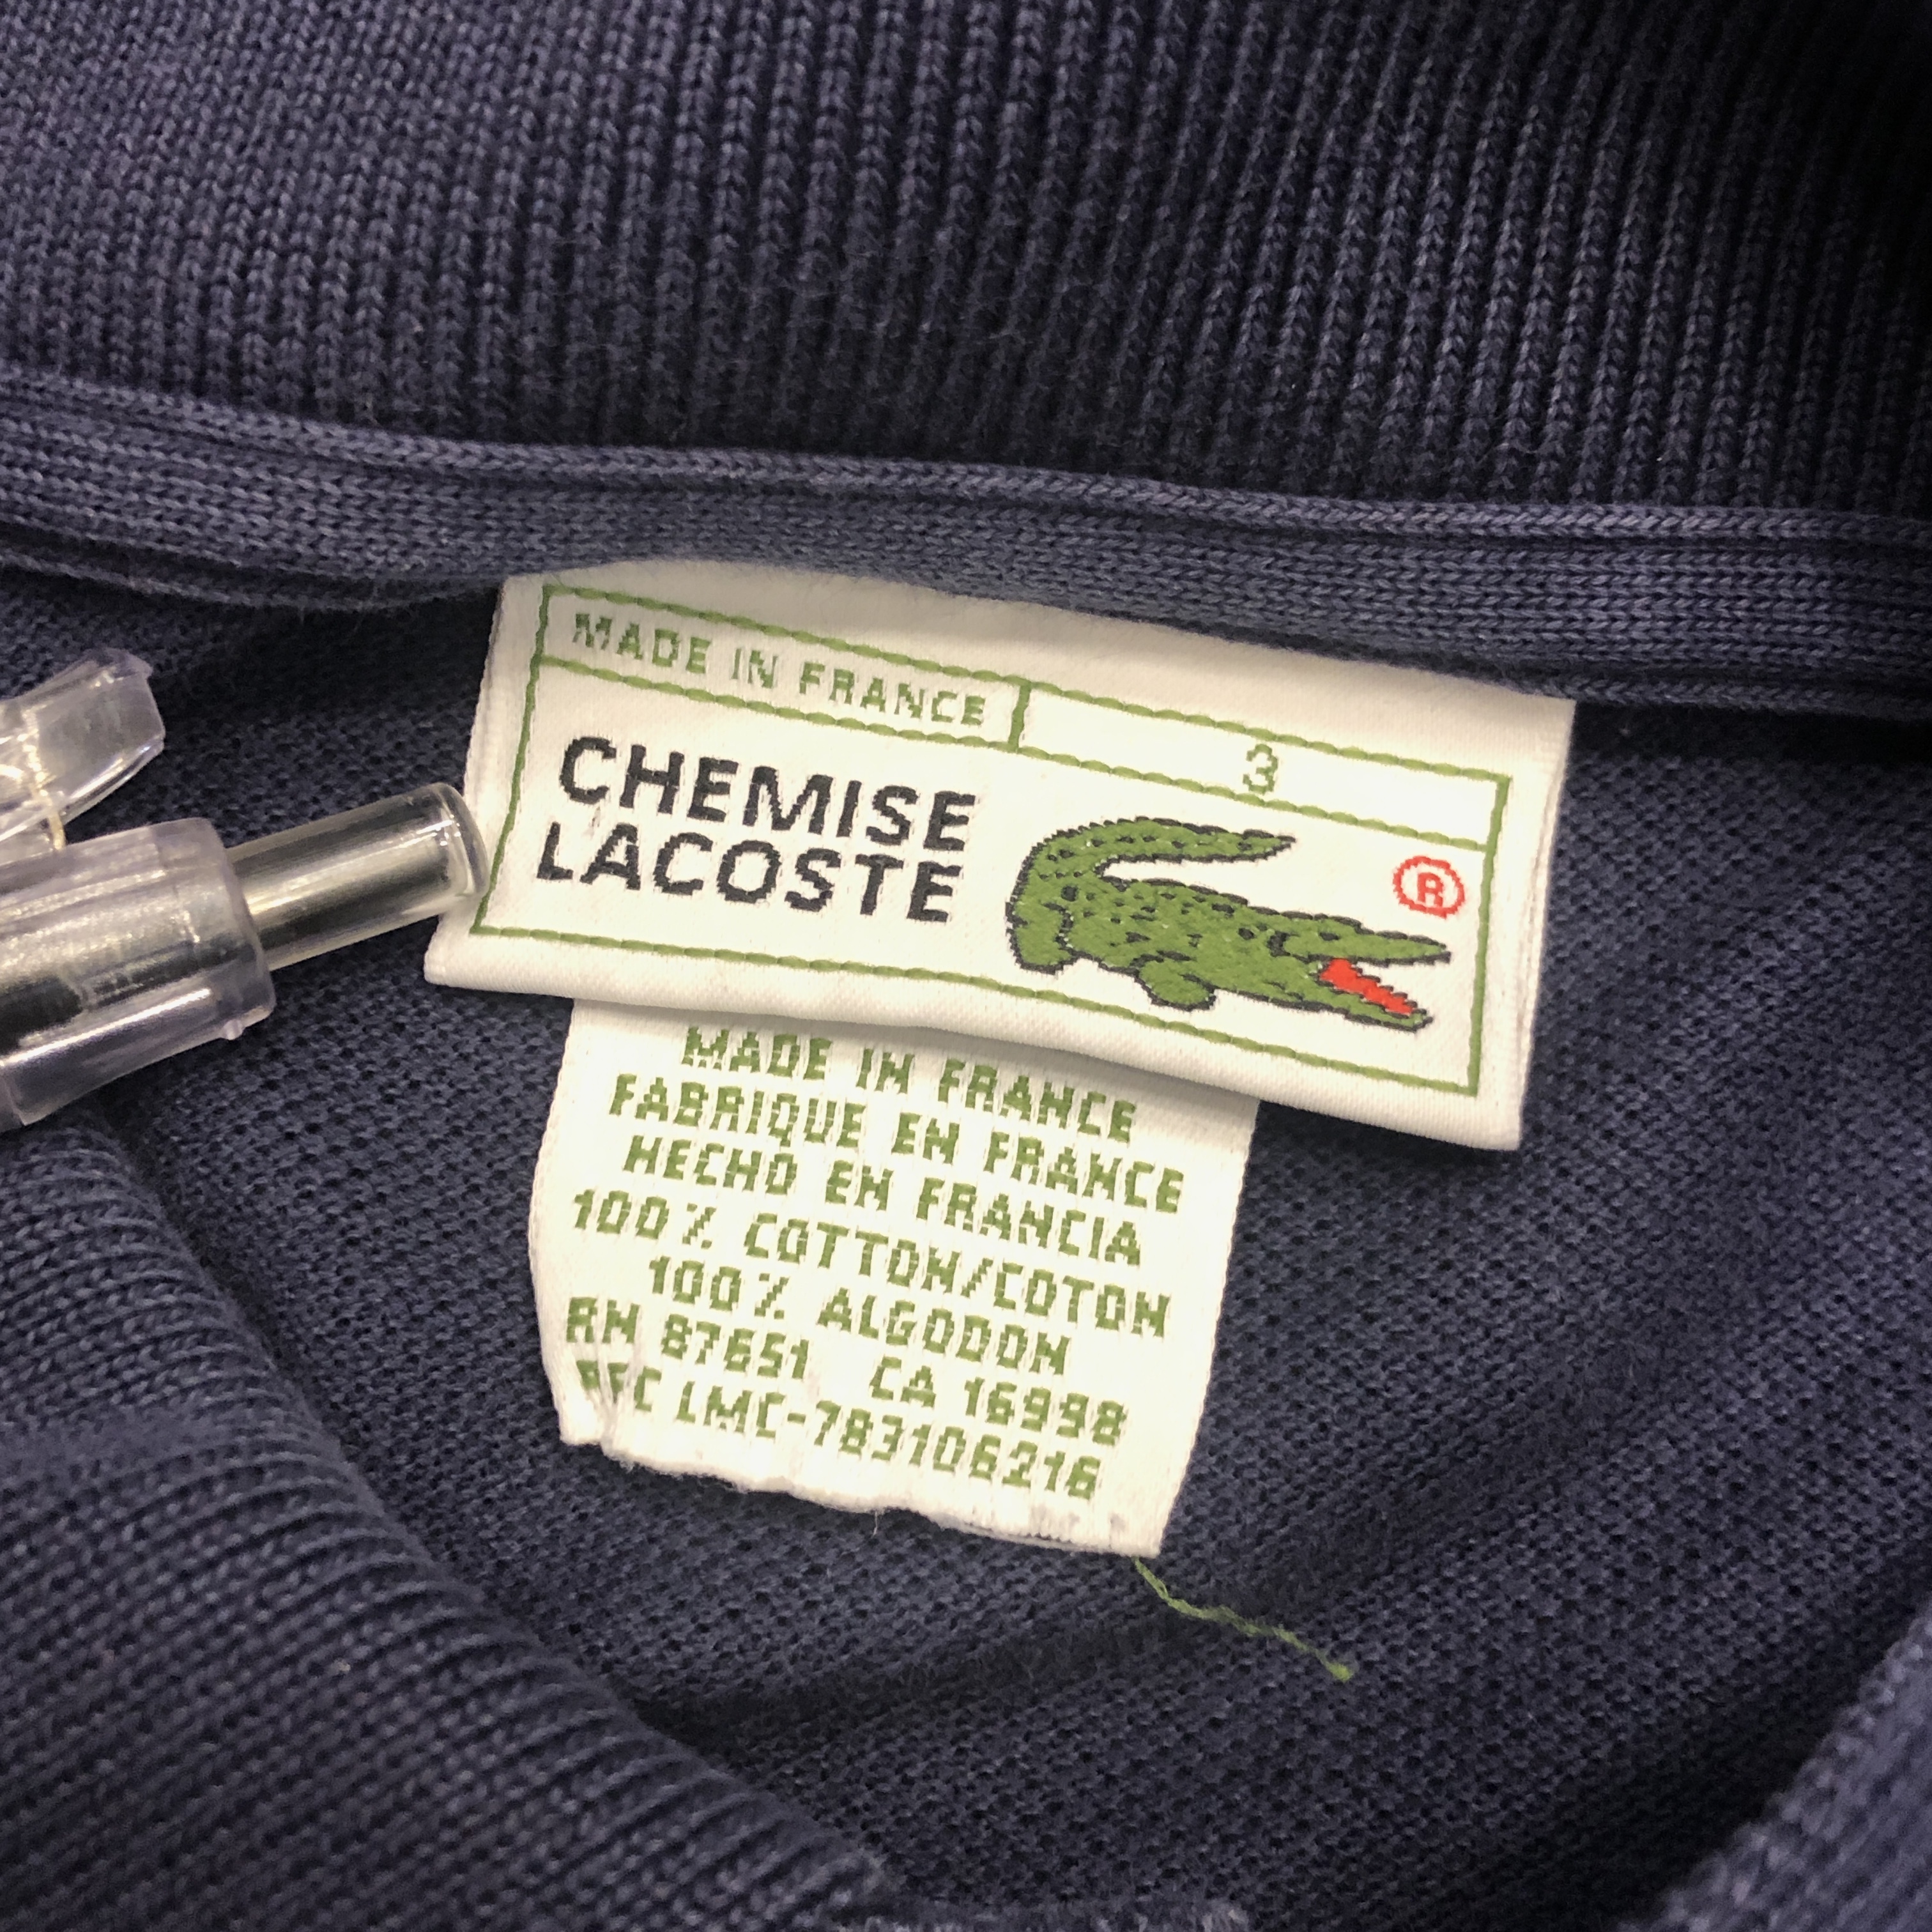 MADE IN FRANCE
3
CHEMISE
LACOSTE
®
MADE IN FRANCE
FABRIQUE EN FRANCE
HECHO EN FRANCIA
100% COTTON/COTON
100% ALGODON
RN 87651 CA 16998
LMC-783106216